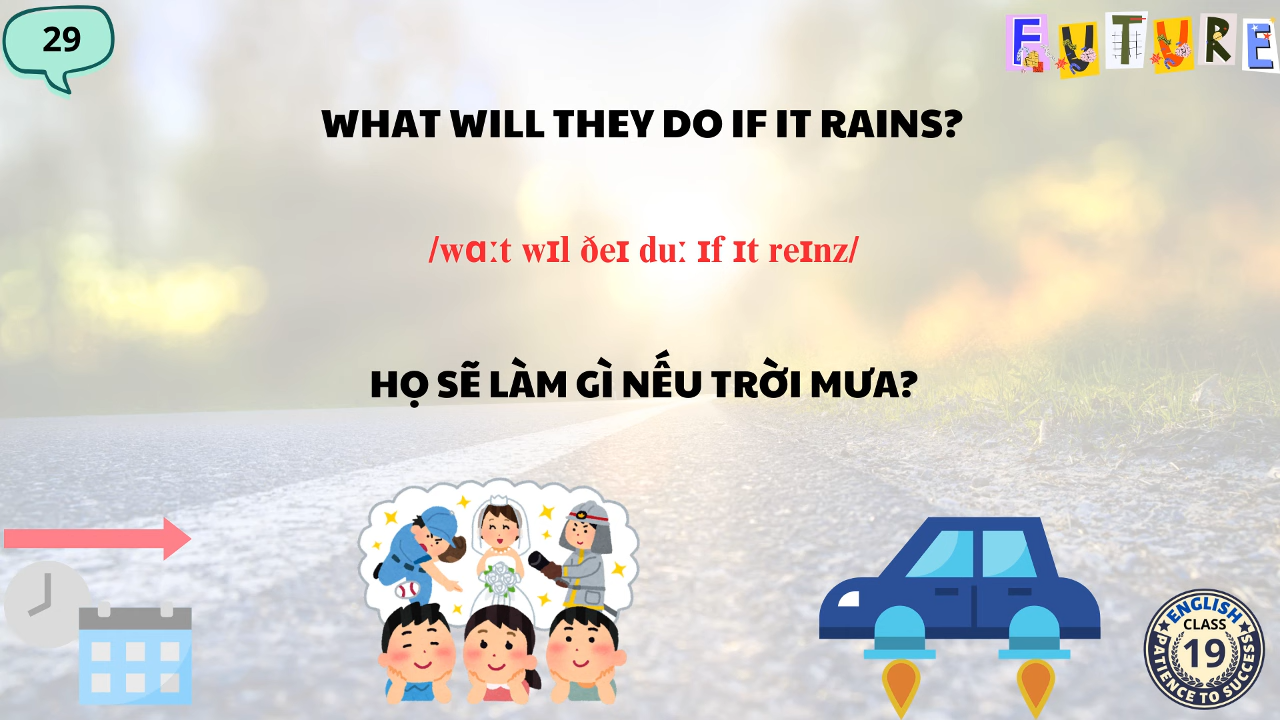 29
FUTURE
WHAT WILL THEY DO IF IT RAINS?
/wɑːt wɪl ðeɪ duː ɪf ɪt reɪnz/
HỌ SẼ LÀM GÌ NẾU TRỜI MƯA?
ENGLISH
CLASS
19
PATIENCE TO SUCCESS